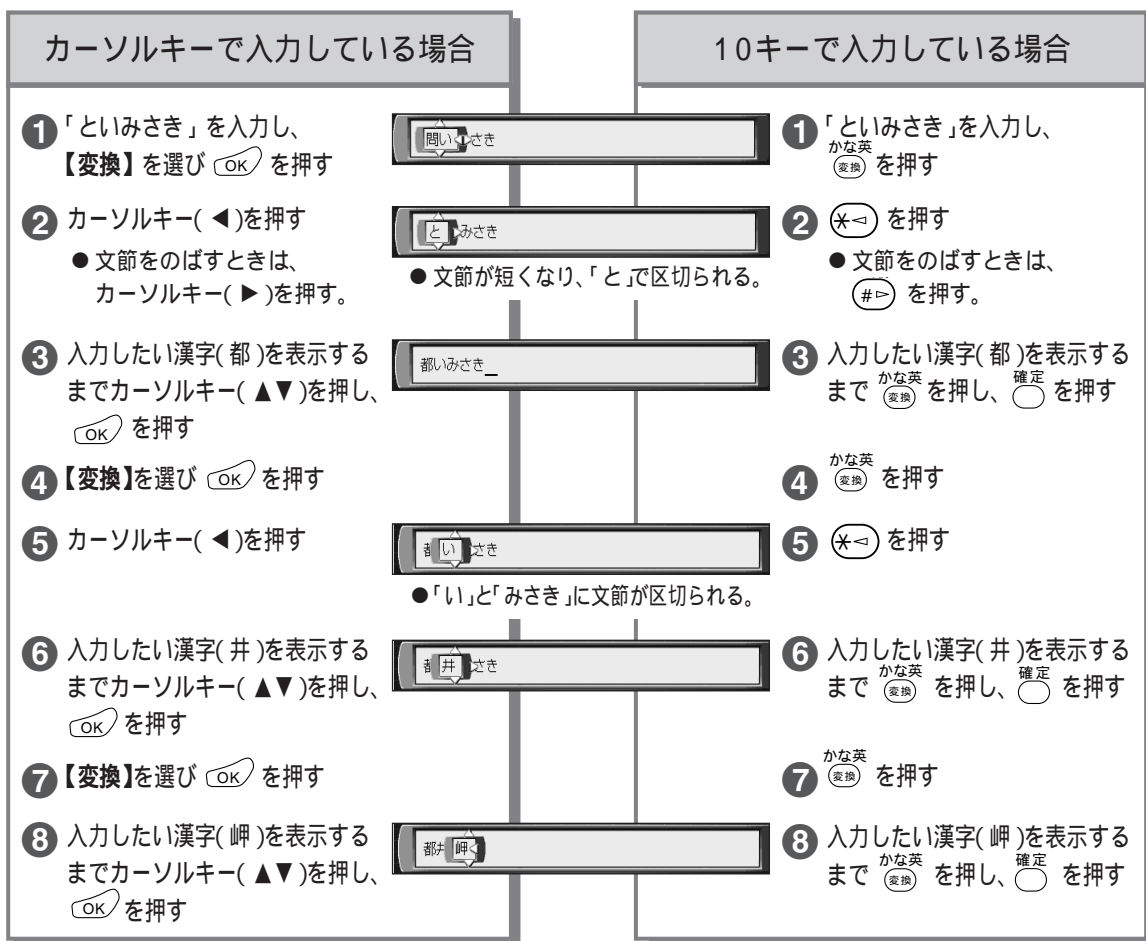 カーソルキーで入力している場合
❶「といみさき」を入力し、
【変換】を選び OK を押す
❷ カーソルキー(◀)を押す
● 文節をのばすときは、
カーソルキー(▶)を押す。
❸ 入力したい漢字(都)を表示する
までカーソルキー(▲▼)を押し、
OK を押す
❹【変換】を選び OK を押す
❺ カーソルキー(◀)を押す
❻ 入力したい漢字(井)を表示する
までカーソルキー(▲▼)を押し、
OK を押す
❼【変換】を選び OK を押す
❽ 入力したい漢字(岬)を表示する
までカーソルキー(▲▼)を押し、
OK を押す
問い さき
と みさき
● 文節が短くなり、「と」で区切られる。
都いみさき_
い さき
●「い」と「みさき」に文節が区切られる。
井 さき
都井 岬
10キーで入力している場合
❶「といみさき」を入力し、
かな英
変換 を押す
❷ ＊◁ を押す
● 文節をのばすときは、
#▷ を押す。
❸ 入力したい漢字(都)を表示する
まで かな英 変換 を押し、確定 を押す
❹ かな英 変換 を押す
❺ ＊◁ を押す
❻ 入力したい漢字(井)を表示する
まで かな英 変換 を押し、確定 を押す
❼ かな英 変換 を押す
❽ 入力したい漢字(岬)を表示する
まで かな英 変換 を押し、確定 を押す